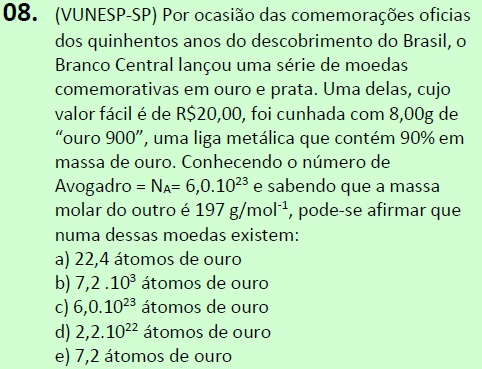 08. (VUNESP-SP) Por ocasião das comemorações oficias
dos quinhentos anos do descobrimento do Brasil, o
Branco Central lançou uma série de moedas
comemorativas em ouro e prata. Uma delas, cujo
valor fácil é de R$20,00, foi cunhada com 8,00g de
“ouro 900”, uma liga metálica que contém 90% em
massa de ouro. Conhecendo o número de
Avogadro = Nᴀ= 6,0.10²³ e sabendo que a massa
molar do outro é 197 g/mol⁻¹, pode-se afirmar que
numa dessas moedas existem:
a) 22,4 átomos de ouro
b) 7,2 .10³ átomos de ouro
c) 6,0.10²³ átomos de ouro
d) 2,2.10²² átomos de ouro
e) 7,2 átomos de ouro